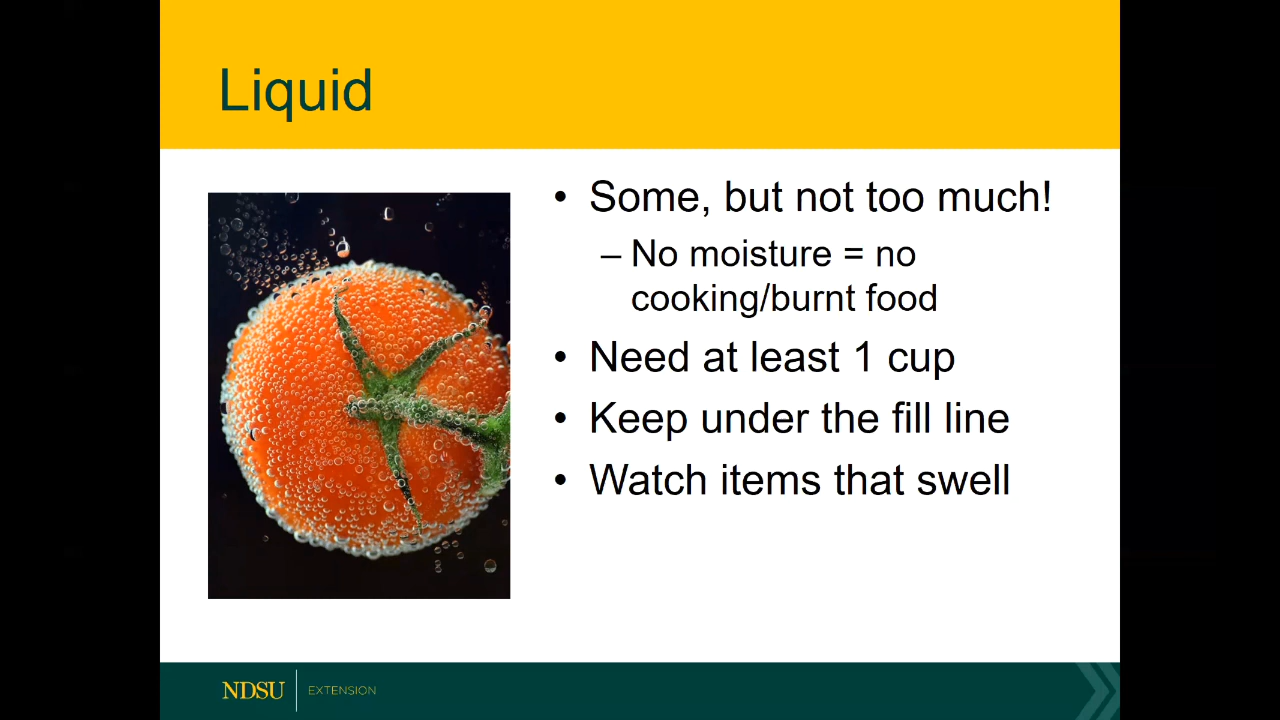 Liquid
• Some, but not too much!
– No moisture = no
cooking/burnt food
• Need at least 1 cup
• Keep under the fill line
• Watch items that swell
NDSU EXTENSION